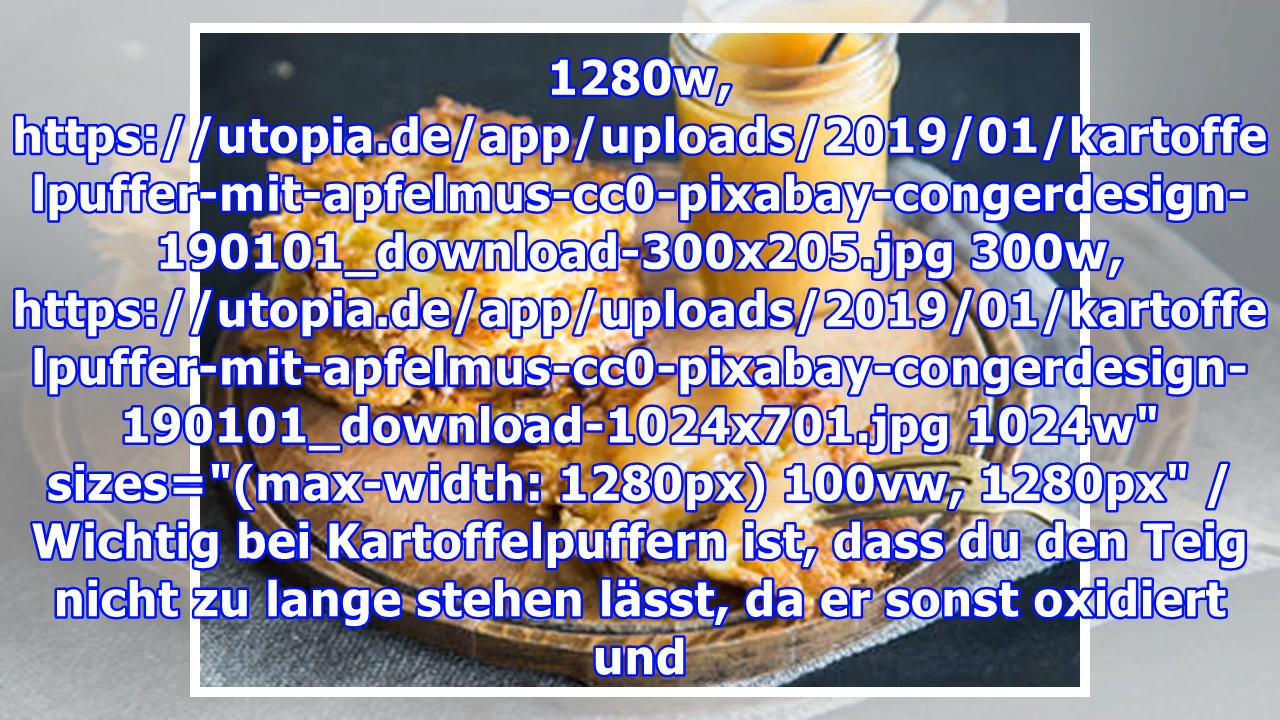 1280w,
https://utopia.de/app/uploads/2019/01/kartoffe
lpuffer-mit-apfelmus-cc0-pixabay-congerdesign-
190101_download-300x205.jpg 300w,
https://utopia.de/app/uploads/2019/01/kartoffe
lpuffer-mit-apfelmus-cc0-pixabay-congerdesign-
190101_download-1024x701.jpg 1024w"
sizes="(max-width: 1280px) 100vw, 1280px" /
Wichtig bei Kartoffelpuffern ist, dass du den Teig
nicht zu lange stehen lässt, da er sonst oxidiert
und